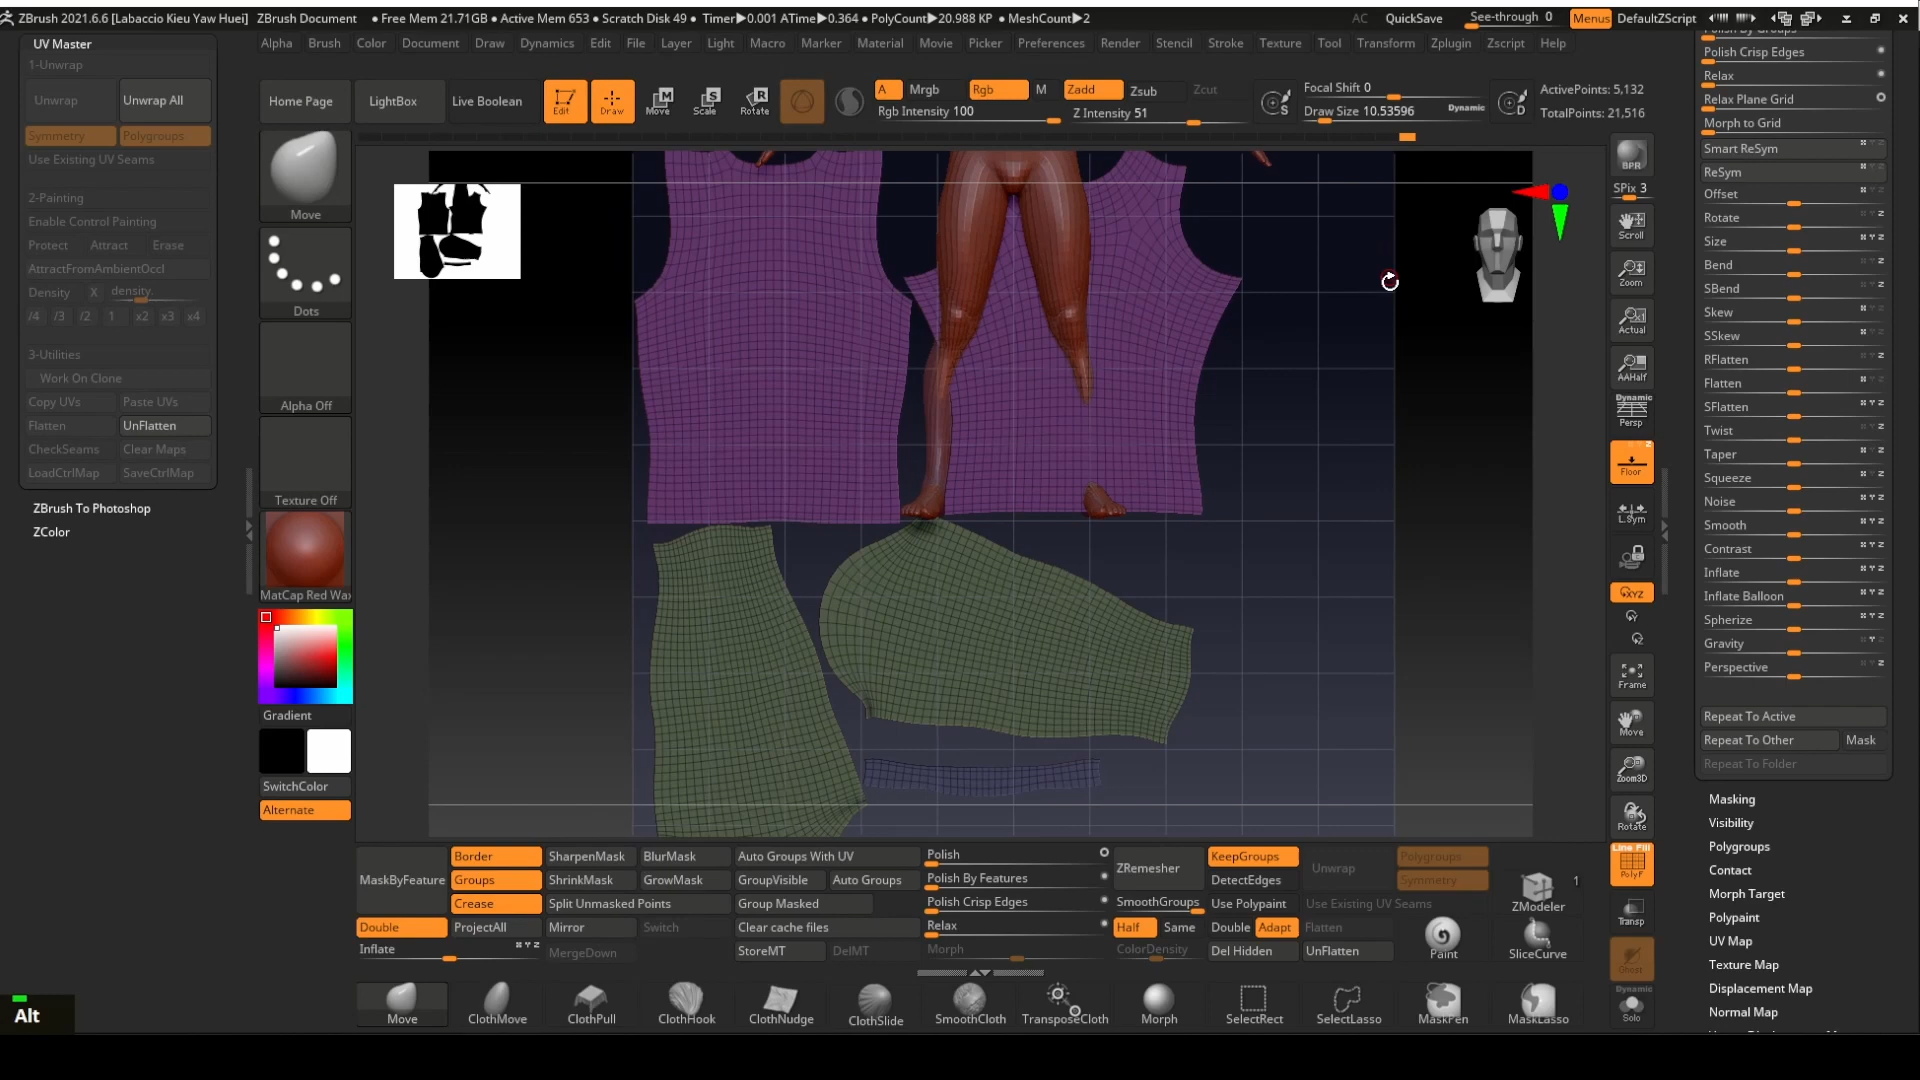 ZBrush 2021.6.6 [Labaccio Kieu Yaw Huei] ZBrush Document • Free Mem 21.71GB • Active Mem 653 • Scratch Disk 49 • Timer▶0.001 ATime▶0.364 • PolyCount▶20.988 KP • MeshCount▶2 AC QuickSave See-through 0 Menus DefaultZScript
Alpha Brush Color Document Draw Dynamics Edit File Layer Light Macro Marker Material Movie Picker Preferences Render Stencil Stroke Texture Tool Transform Zplugin Zscript Help
UV Master
1-Unwrap
Unwrap Unwrap All
Symmetry Polygroups
Use Existing UV Seams
2-Painting
Enable Control Painting
Protect Attract Erase
AttractFromAmbientOccl
Density X density.
/4 /3 /2 1 x2 x3 x4
3-Utilities
Work On Clone
Copy UVs Paste UVs
Flatten UnFlatten
CheckSeams Clear Maps
LoadCtrlMap SaveCtrlMap
ZBrush To Photoshop
ZColor
Home Page LightBox Live Boolean Edit Draw Move Scale Rotate
A Mrgb Rgb M Zadd Zsub Zcut
Rgb Intensity 100 Z Intensity 51
Focal Shift 0
Draw Size 10.53596 Dynamic
ActivePoints: 5,132
TotalPoints: 21,516
Move
Dots
Alpha Off
Texture Off
MatCap Red Wax
Gradient
SwitchColor
Alternate
BPR
SPix 3
Scroll
Zoom
Actual
AAHalf
Dynamic
Persp
Floor
L.Sym
XYZ
Frame
Move
Zoom3D
Rotate
Line Fill
PolyF
Transp
Ghost
Dynamic
Solo
Polish Crisp Edges
Relax
Relax Plane Grid
Morph to Grid
Smart ReSym
ReSym
Offset
Rotate
Size
Bend
SBend
Skew
SSkew
RFlatten
Flatten
SFlatten
Twist
Taper
Squeeze
Noise
Smooth
Contrast
Inflate
Inflate Balloon
Spherize
Gravity
Perspective
Repeat To Active
Repeat To Other Mask
Repeat To Folder
Masking
Visibility
Polygroups
Contact
Morph Target
Polypaint
UV Map
Texture Map
Displacement Map
Normal Map
MaskByFeature Border Groups Crease
Double ProjectAll
Inflate
SharpenMask BlurMask
ShrinkMask GrowMask
Split Unmasked Points
Mirror Switch
MergeDown
Auto Groups With UV
GroupVisible Auto Groups
Group Masked
Clear cache files
StoreMT DelMT
Polish
Polish By Features
Polish Crisp Edges
Relax
Morph
ZRemesher KeepGroups
DetectEdges
SmoothGroups Use Polypaint
Half Same Double Adapt
ColorDensity Del Hidden
Unwrap Polygroups
Symmetry
Use Existing UV Seams
Flatten
UnFlatten
Paint
ZModeler 1
SliceCurve
Move ClothMove ClothPull ClothHook ClothNudge ClothSlide SmoothCloth TransposeCloth Morph SelectRect SelectLasso MaskPen MaskLasso
Alt